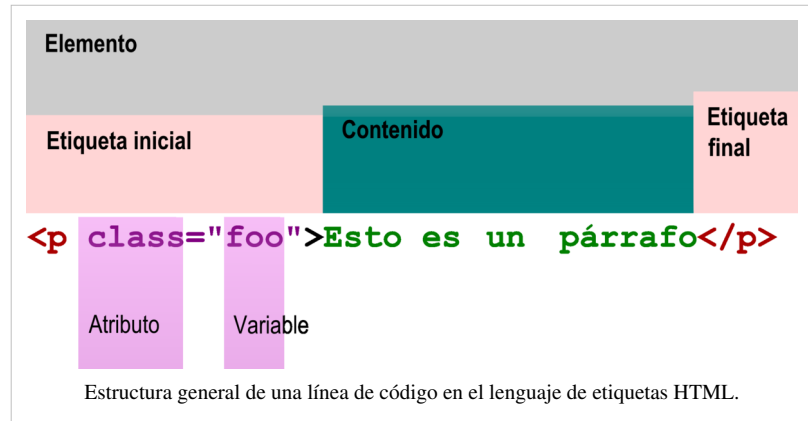 Elemento
Etiqueta inicial
Contenido
Etiqueta
final
<p class="foo">Esto es un párrafo</p>
Atributo
Variable
Estructura general de una línea de código en el lenguaje de etiquetas HTML.